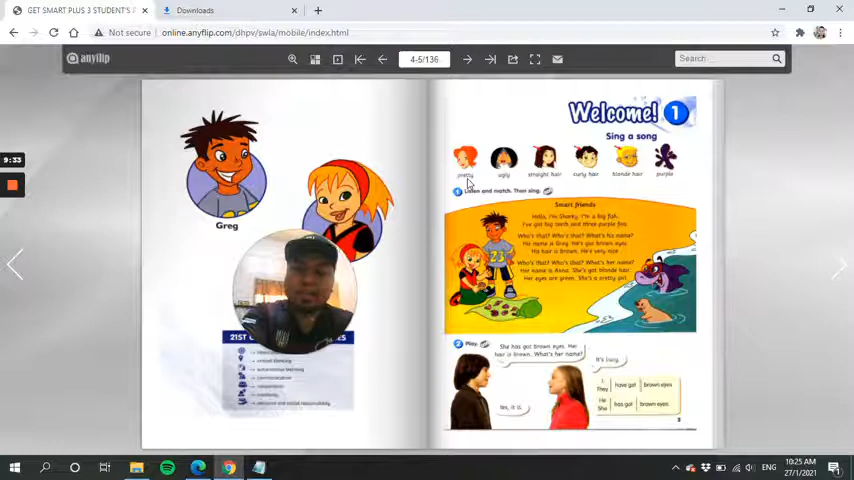 GET SMART PLUS 3 STUDENT'S
Downloads
Not secure
online.anyflip.com/dhpv/swla/mobile/index.html
anyflip
4-5/136
Search
9:33
Welcome! 1
Sing a song
pretty
ugly
straight hair
curly hair
blonde hair
purple
1 Listen and match. Then sing.
Smart friends
Hello, I'm Sharky. I'm a big fish.
I've got big teeth and three purple fins.
Who's that? Who's that? What's his name?
His name is Greg. He's got brown eyes.
His hair is brown. He's very nice.
Who's that? Who's that? What's her name?
Her name is Anna. She's got blonde hair.
Her eyes are green. She's a pretty girl.
23
Greg
21ST
2 Play.
She has got brown eyes. Her
hair is brown. What's her name?
It's Lucy.
Yes, it is.
I
They
have got
brown eyes
He
She
has got
brown eyes.
3
ENG
10:25 AM
27/1/2021